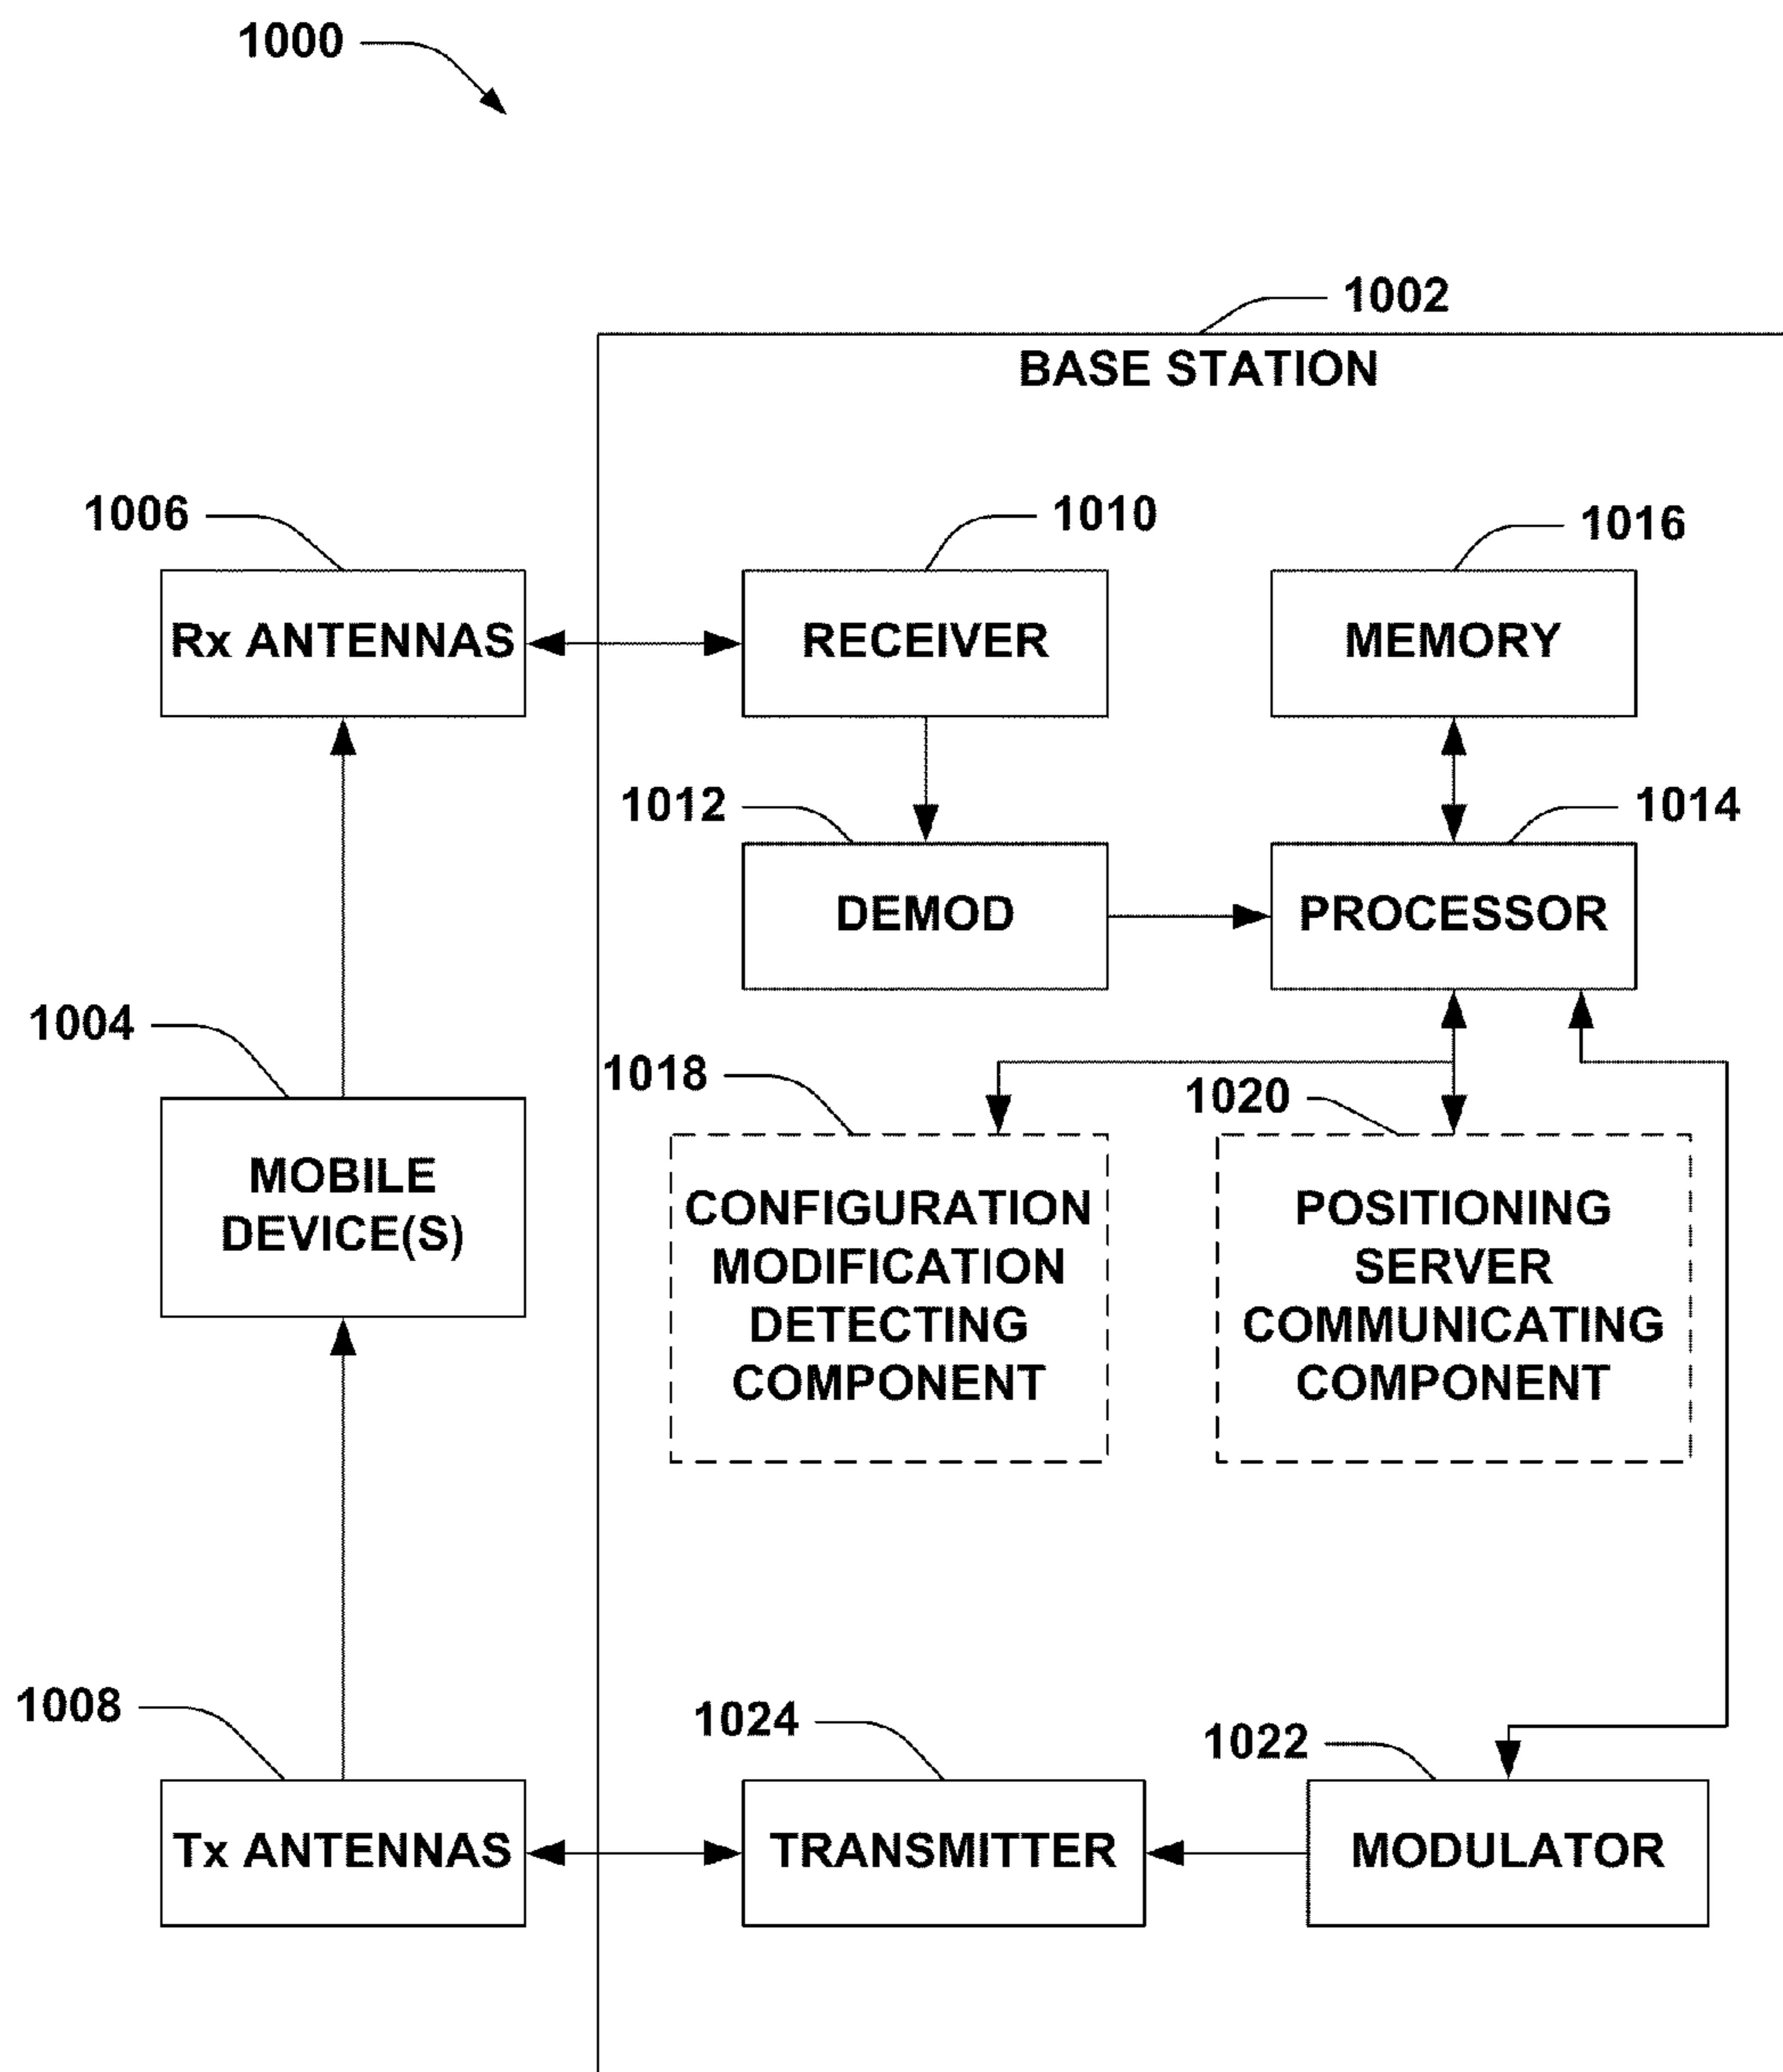 1000
1002
BASE STATION
1006
1010
1016
Rx ANTENNAS
RECEIVER
MEMORY
1012
1014
DEMOD
PROCESSOR
1004
1018
1020
MOBILE
DEVICE(S)
CONFIGURATION
MODIFICATION
DETECTING
COMPONENT
POSITIONING
SERVER
COMMUNICATING
COMPONENT
1008
1024
1022
Tx ANTENNAS
TRANSMITTER
MODULATOR